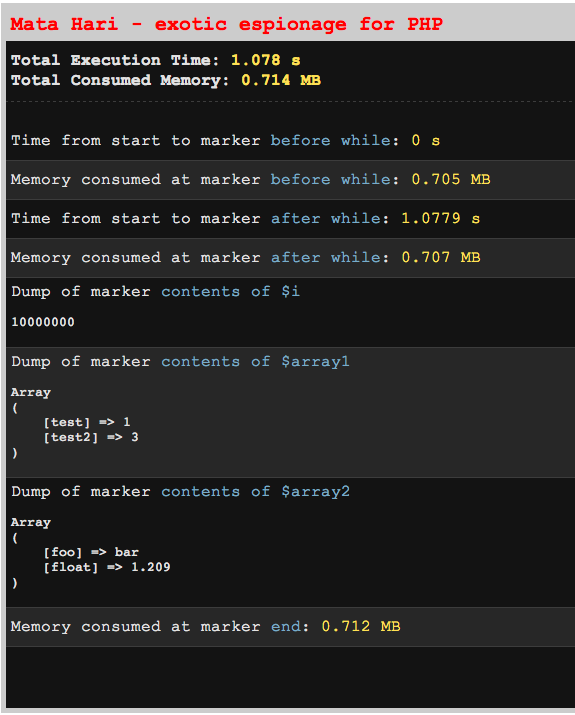 Mata Hari - exotic espionage for PHP
Total Execution Time: 1.078 s
Total Consumed Memory: 0.714 MB
Time from start to marker before while: 0 s
Memory consumed at marker before while: 0.705 MB
Time from start to marker after while: 1.0779 s
Memory consumed at marker after while: 0.707 MB
Dump of marker contents of $i
10000000
Dump of marker contents of $array1
Array
(
    [test] => 1
    [test2] => 3
)
Dump of marker contents of $array2
Array
(
    [foo] => bar
    [float] => 1.209
)
Memory consumed at marker end: 0.712 MB